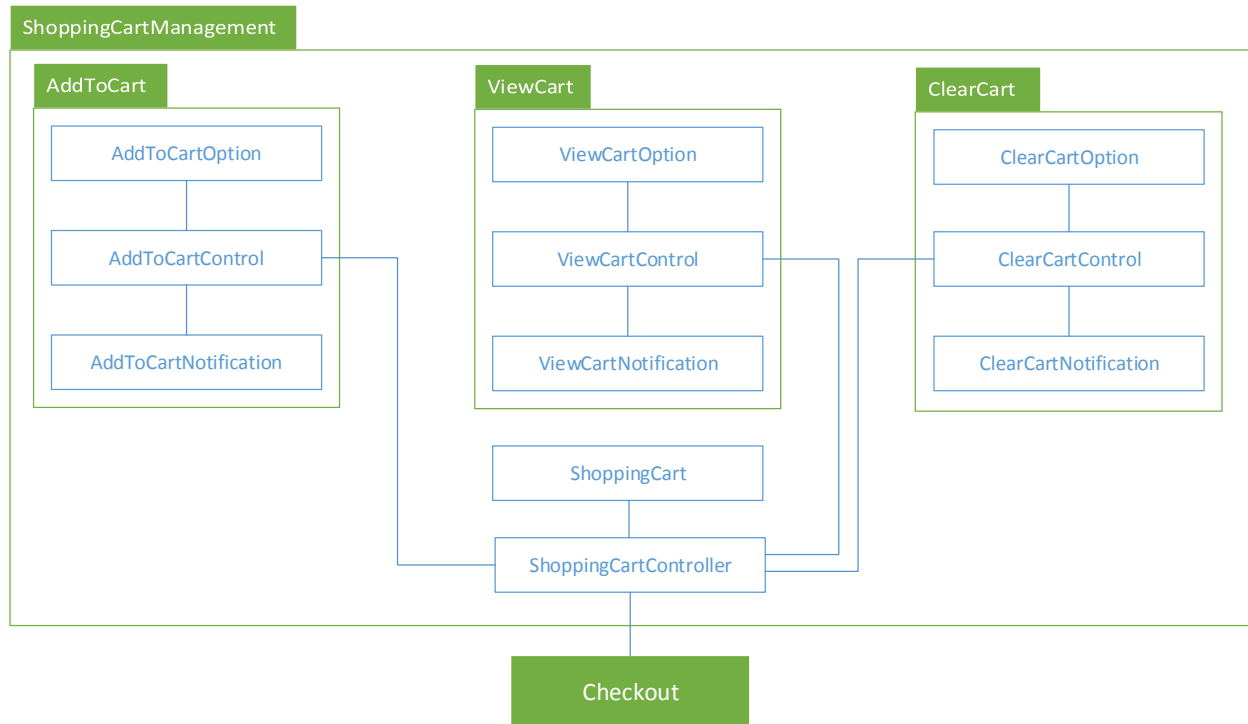 ShoppingCartManagement
AddToCart
AddToCartOption
AddToCartControl
AddToCartNotification
ViewCart
ViewCartOption
ViewCartControl
ViewCartNotification
ClearCart
ClearCartOption
ClearCartControl
ClearCartNotification
ShoppingCart
ShoppingCartController
Checkout